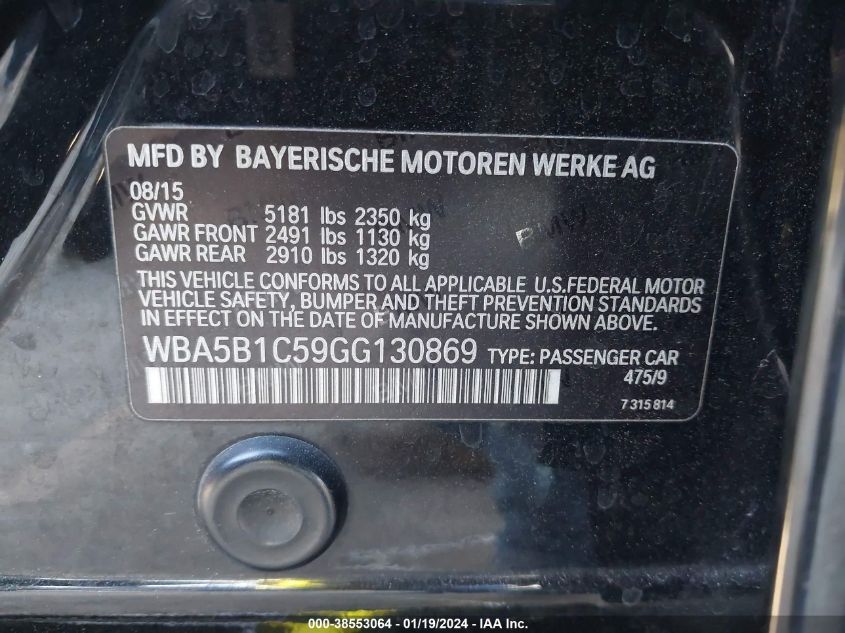 MFD BY BAYERISCHE MOTOREN WERKE AG
08/15
GVWR 5181 lbs 2350 kg
GAWR FRONT 2491 lbs 1130 kg
GAWR REAR 2910 lbs 1320 kg
THIS VEHICLE CONFORMS TO ALL APPLICABLE U.S.FEDERAL MOTOR
VEHICLE SAFETY, BUMPER AND THEFT PREVENTION STANDARDS
IN EFFECT ON THE DATE OF MANUFACTURE SHOWN ABOVE.
WBA5B1C59GG130869 TYPE: PASSENGER CAR
475/9
7 315 814
000-38553064 - 01/19/2024 - IAA, Inc.